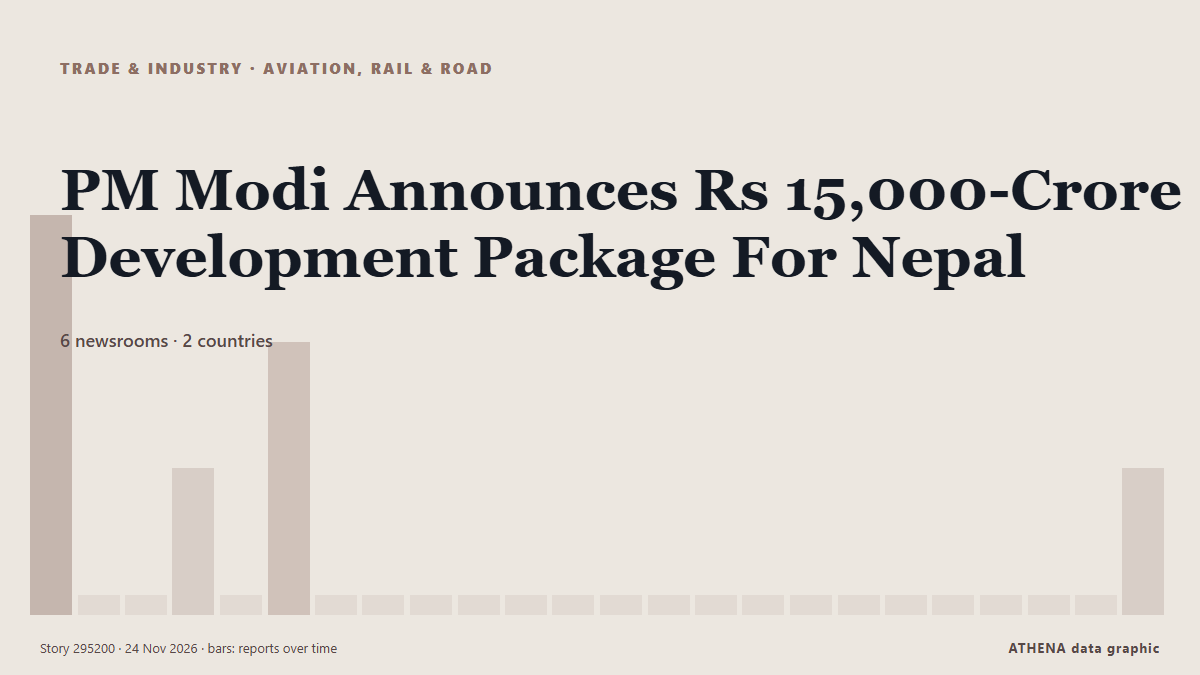 TRADE & INDUSTRY · AVIATION, RAIL & ROAD
PM Modi Announces Rs 15,000-Crore
Development Package For Nepal
6 newsrooms · 2 countries
Story 295200 · 24 Nov 2026 · bars: reports over time
ATHENA data graphic